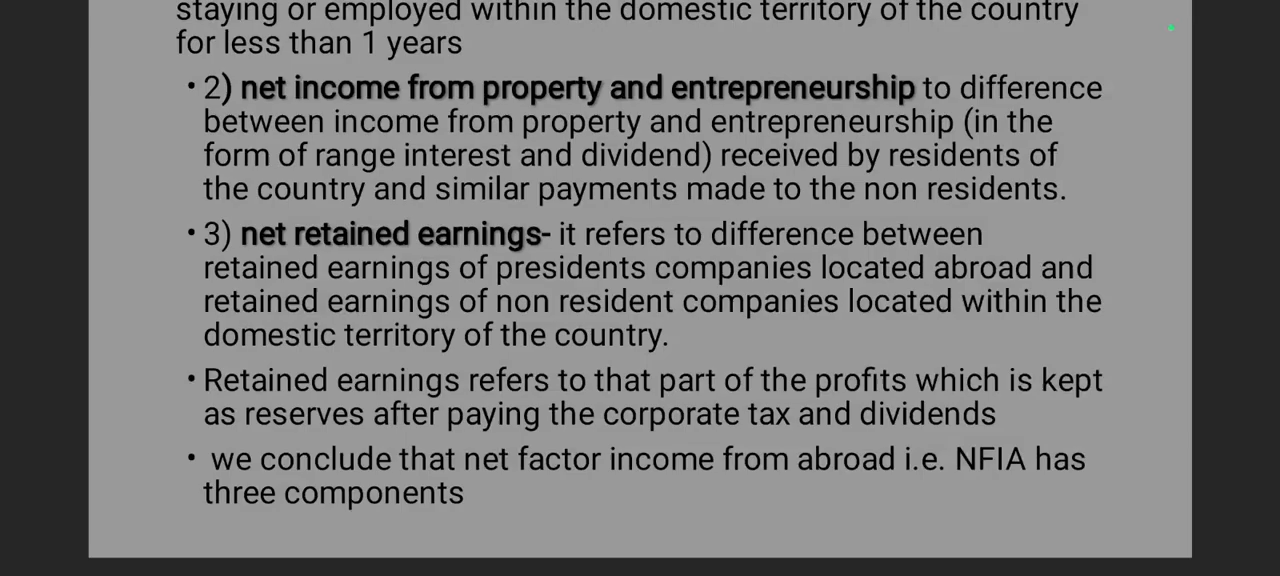 staying or employed within the domestic territory of the country
for less than 1 years
• 2) net income from property and entrepreneurship to difference
between income from property and entrepreneurship (in the
form of range interest and dividend) received by residents of
the country and similar payments made to the non residents.
• 3) net retained earnings- it refers to difference between
retained earnings of presidents companies located abroad and
retained earnings of non resident companies located within the
domestic territory of the country.
• Retained earnings refers to that part of the profits which is kept
as reserves after paying the corporate tax and dividends
• we conclude that net factor income from abroad i.e. NFIA has
three components